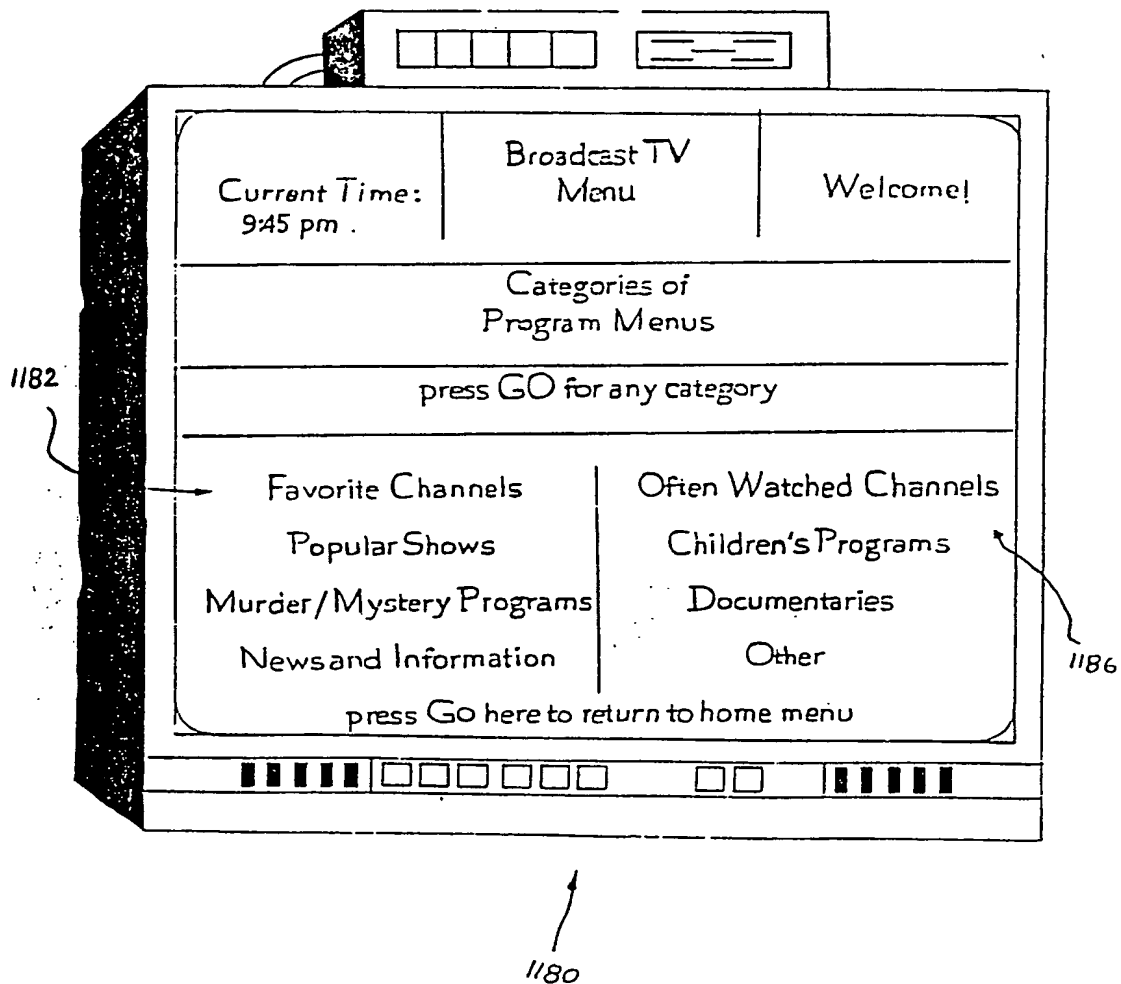 Current Time:
9:45 pm .
Broadcast TV
Menu
Welcome!
Categories of
Program Menus
press GO for any category
1182
Favorite Channels
Popular Shows
Murder/Mystery Programs
News and Information
Often Watched Channels
Children's Programs
Documentaries
Other
1186
press Go here to return to home menu
1180